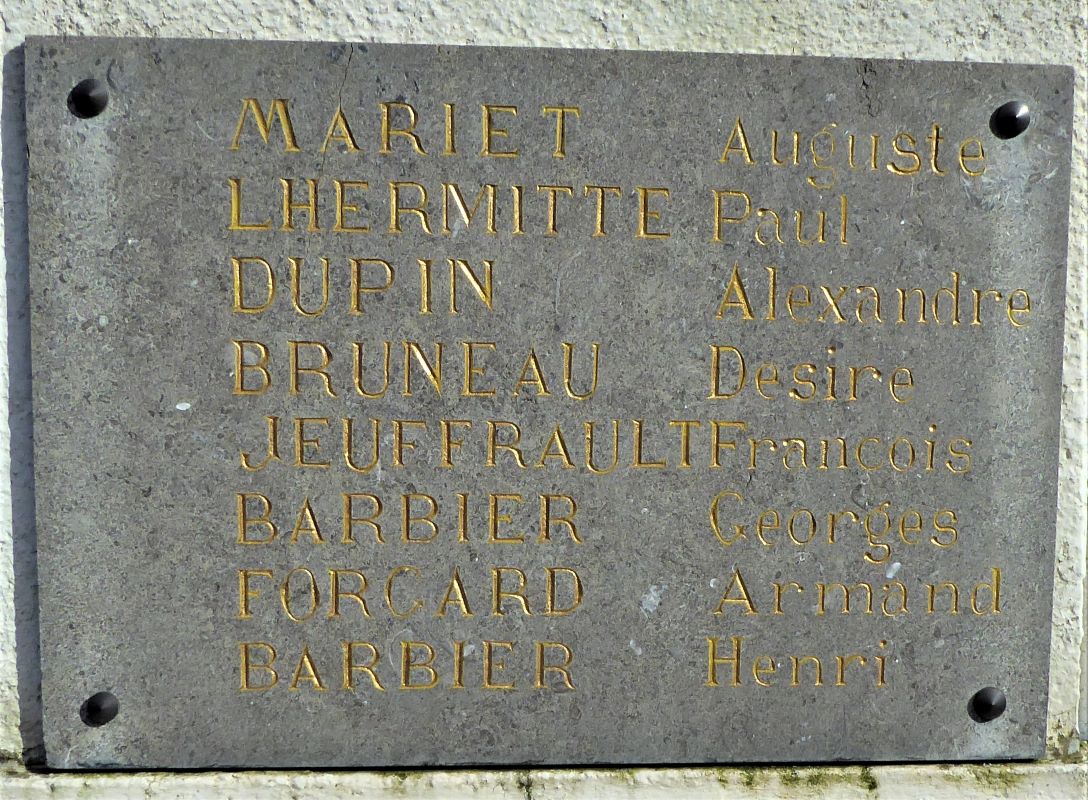 MARIET Auguste
LHERMITTE Paul
DUPIN Alexandre
BRUNEAU Desire
JEUFFRAULT Francois
BARBIER Georges
FORCARD Armand
BARBIER Henri